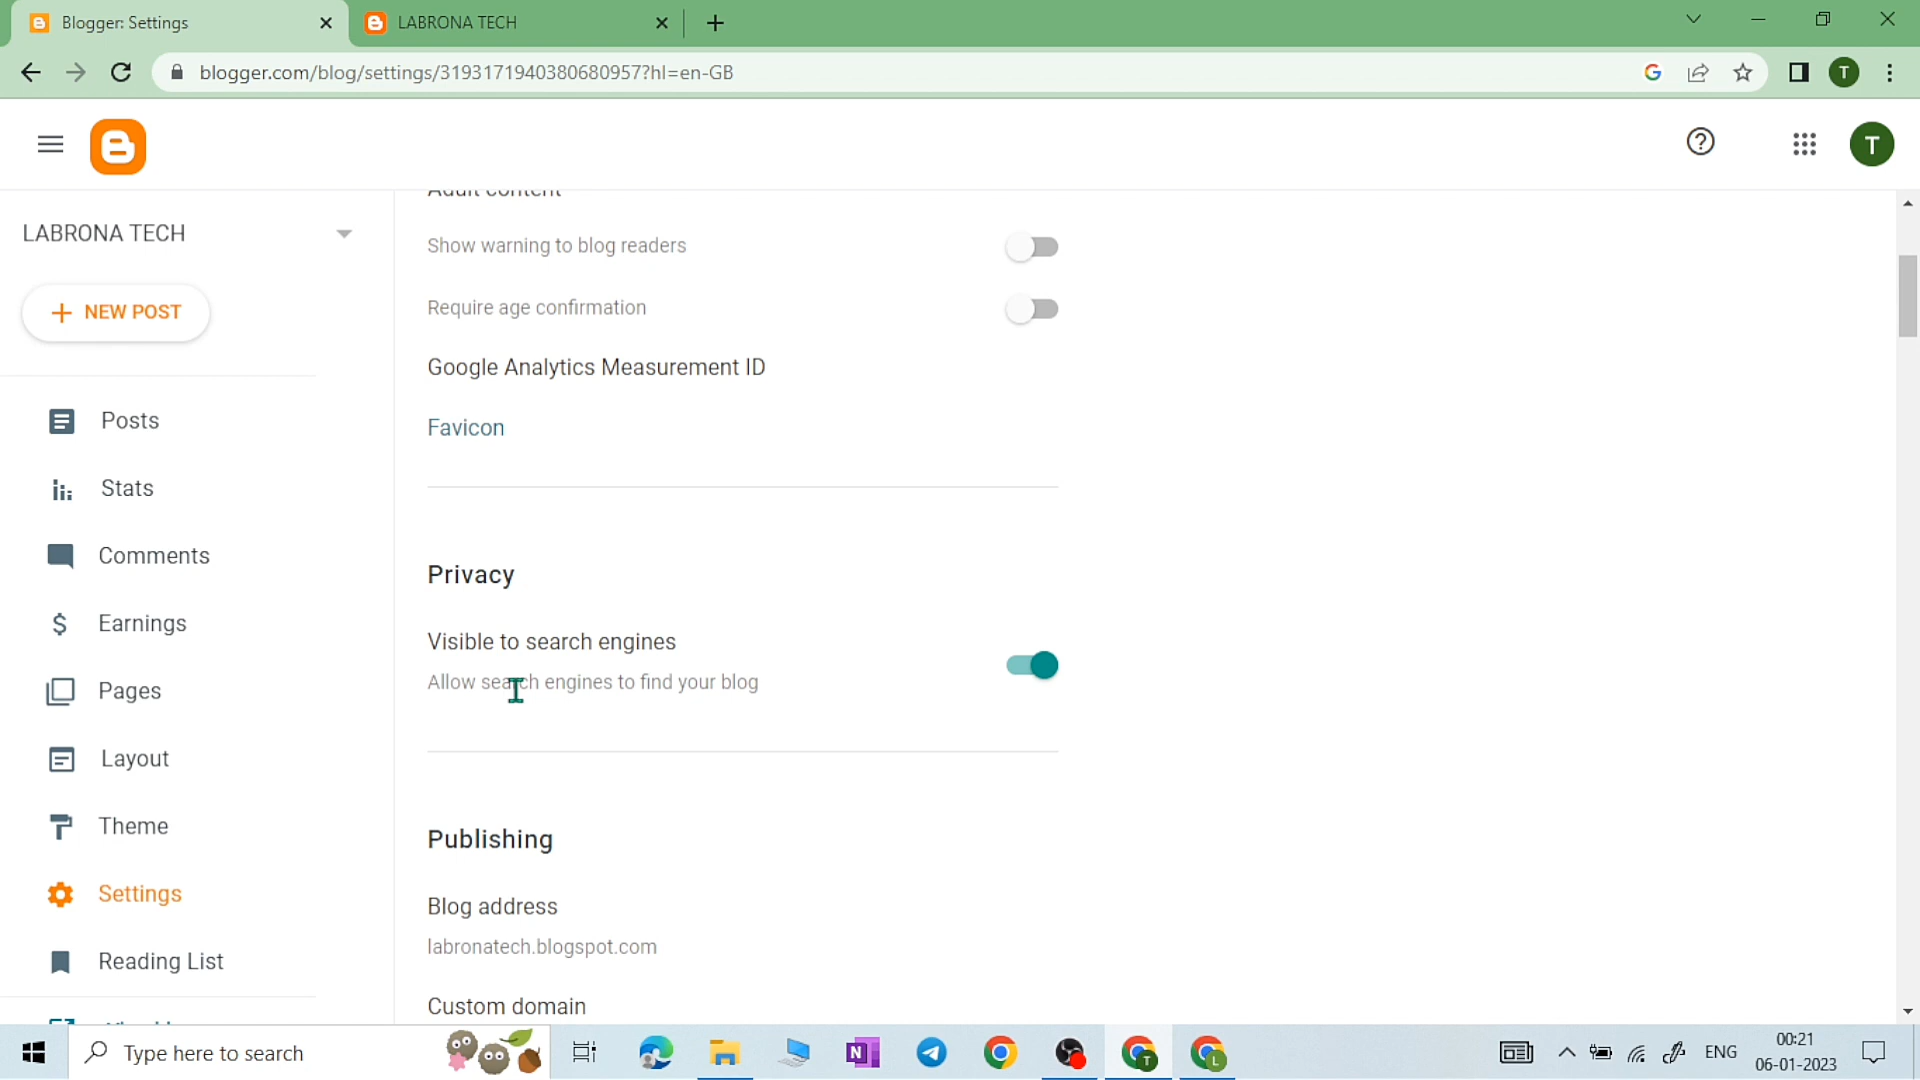 Blogger: Settings
LABRONA TECH
blogger.com/blog/settings/3193171940380680957?hl=en-GB
T
T
LABRONA TECH
NEW POST
Posts
Stats
Comments
Earnings
Pages
Layout
Theme
Settings
Reading List
Adult content
Show warning to blog readers
Require age confirmation
Google Analytics Measurement ID
Favicon
Privacy
Visible to search engines
Allow search engines to find your blog
Publishing
Blog address
labronatech.blogspot.com
Custom domain
Type here to search
ENG
00:21
06-01-2023